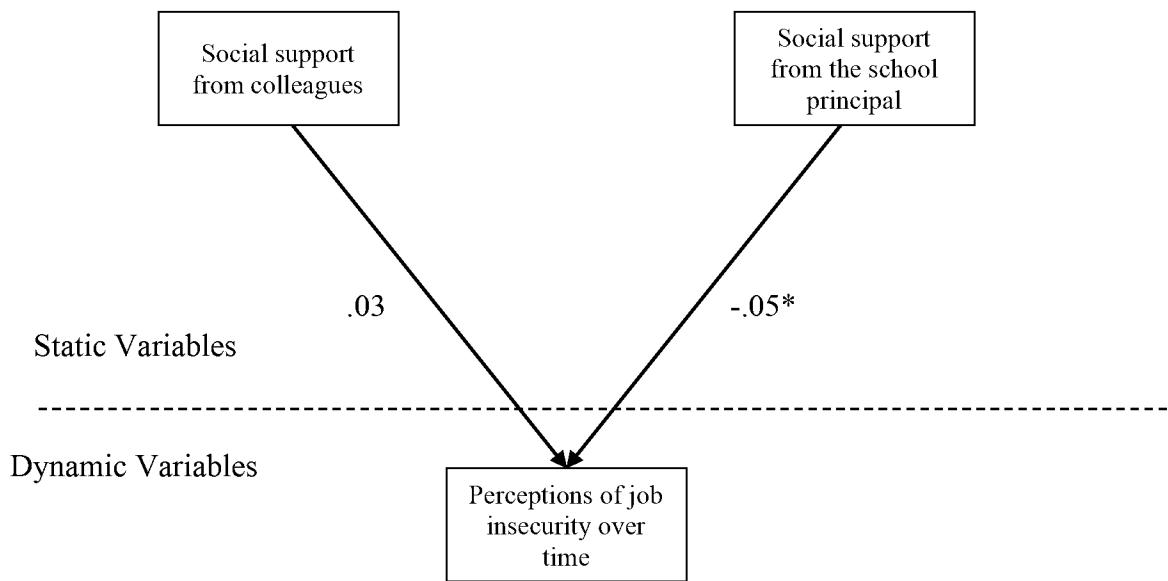 Social support
from colleagues
Social support
from the school
principal
.03
-.05*
Static Variables
Dynamic Variables
Perceptions of job
insecurity over
time